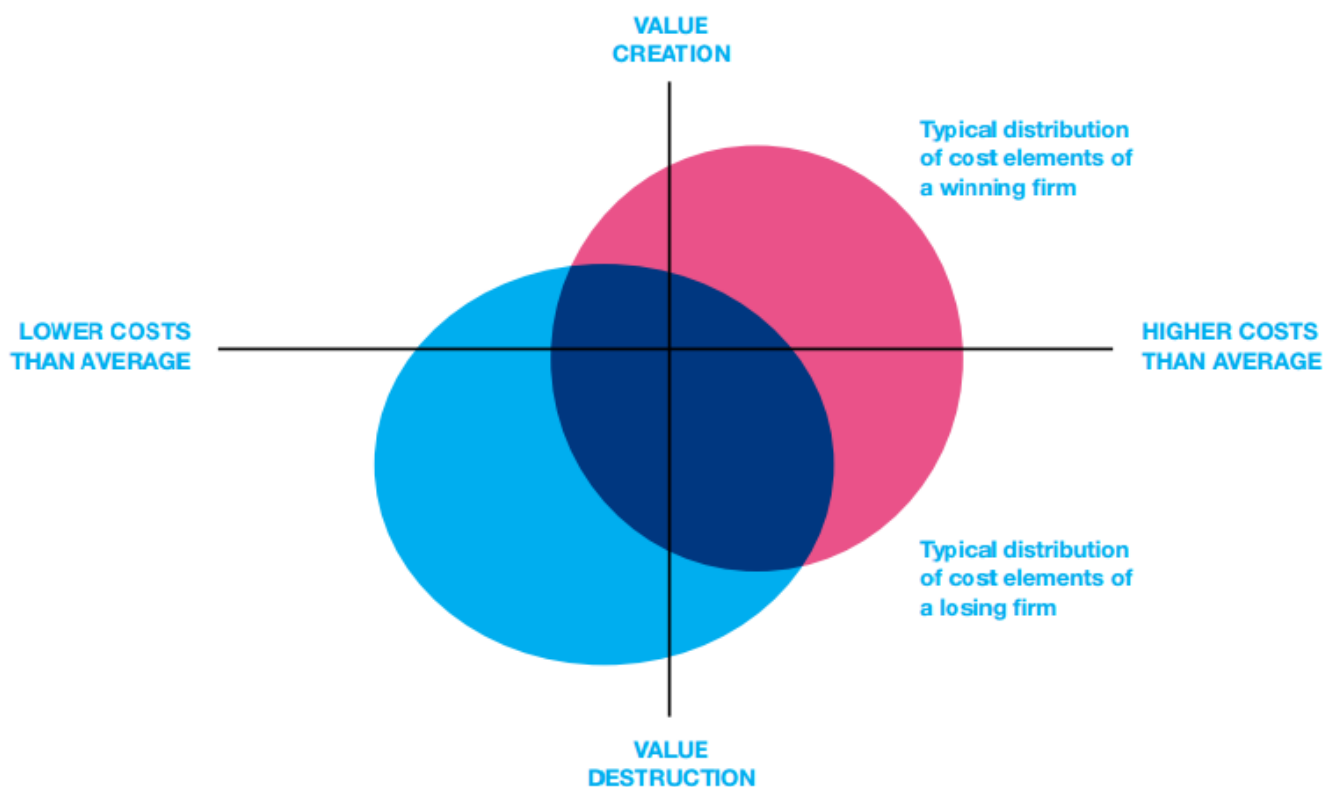 VALUE
CREATION
Typical distribution
of cost elements of
a winning firm
LOWER COSTS
THAN AVERAGE
HIGHER COSTS
THAN AVERAGE
Typical distribution
of cost elements of
a losing firm
VALUE
DESTRUCTION